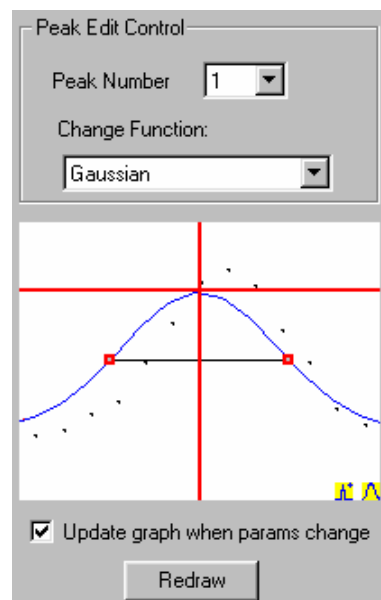 Peak Edit Control
Peak Number 1
Change Function:
Gaussian
Update graph when params change
Redraw